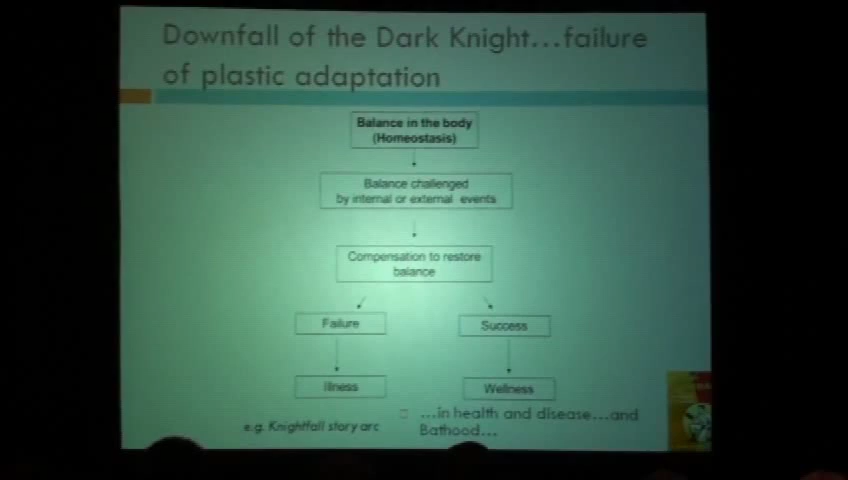 Downfall of the Dark Knight...failure
of plastic adaptation
Balance in the body
(Homeostasis)
Balance challenged
by internal or external events
Compensation to restore
balance
Failure
Success
Illness
Wellness
e.g. Knightfall story arc
...in health and disease...and
Bathood...